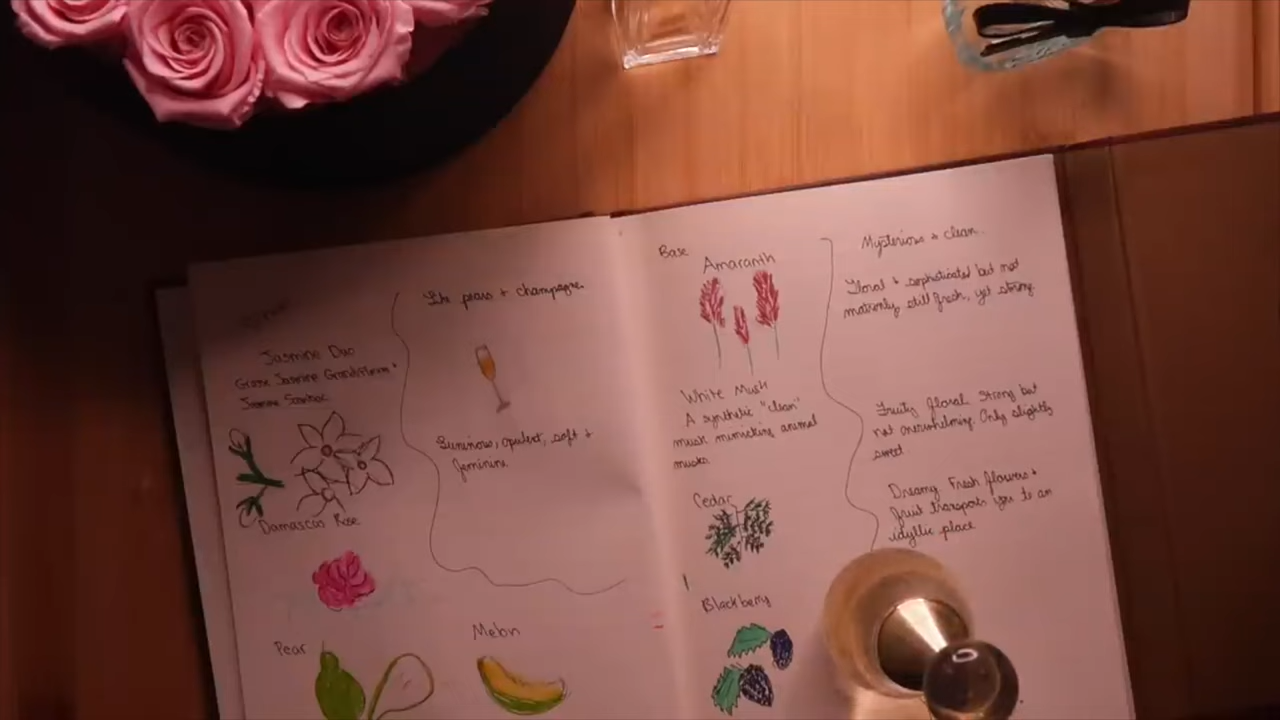 Jasmine Duo
Grasse Jasmine Grandiflorum +
Jasmine Sambac
Damascus Rose
Pear
Melon
pears + champagne.
Luminous, opulent, soft +
feminine.
Base
Amaranth
White Musk
A synthetic "clean"
musk mimicking animal
musks.
Cedar
Blackberry
Mysterious + clean.
Floral + sophisticated but not
matronly still fresh, yet strong.
Fruity floral strong but
not overwhelming. Only slightly
sweet.
Dreamy Fresh flowers +
fruit transports you to an
idyllic place